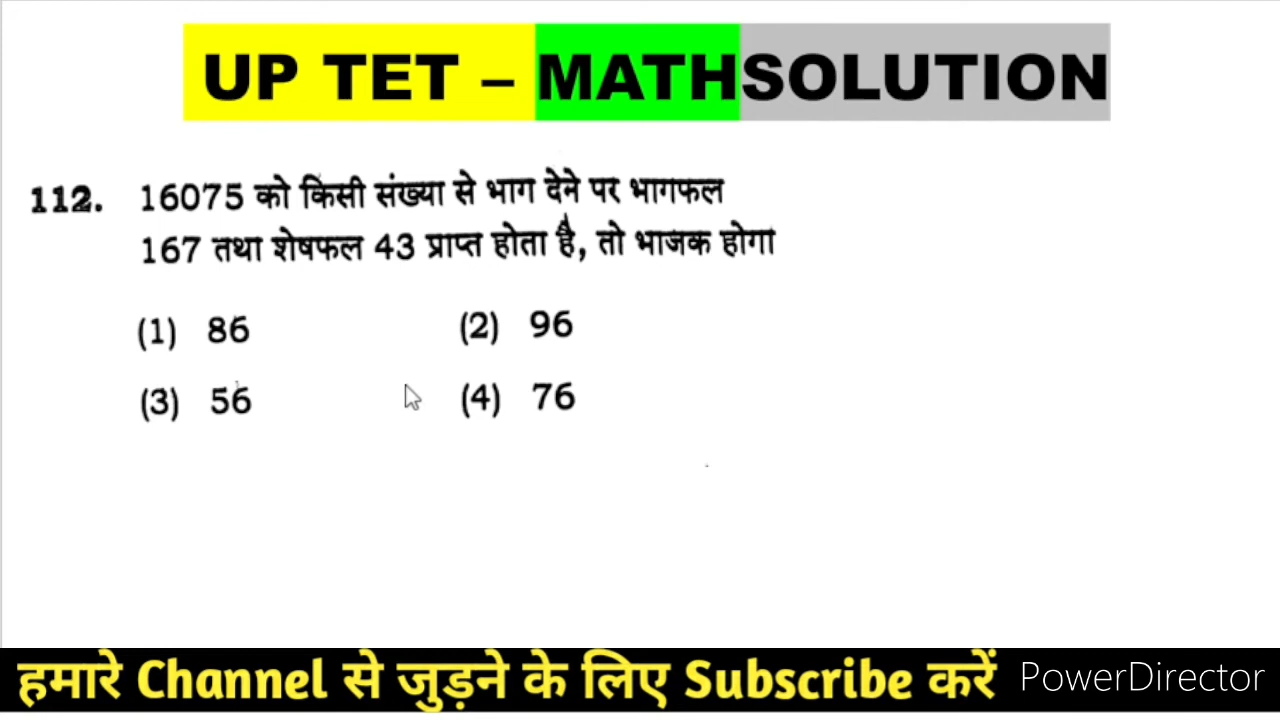 UP TET – MATHSOLUTION
112. 16075 को किसी संख्या से भाग देने पर भागफल
167 तथा शेषफल 43 प्राप्त होता है, तो भाजक होगा
(1) 86 (2) 96
(3) 56 (4) 76
हमारे Channel से जुड़ने के लिए Subscribe करें PowerDirector